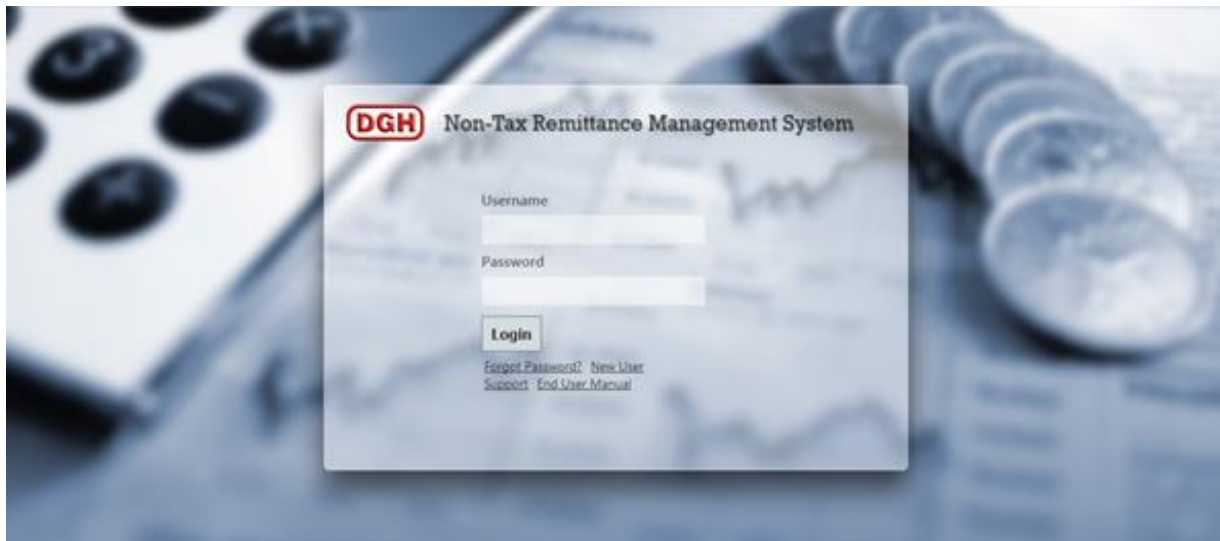 DGH Non-Tax Remittance Management System
Username
Password
Login
Forgot Password? New User
Support End User Manual